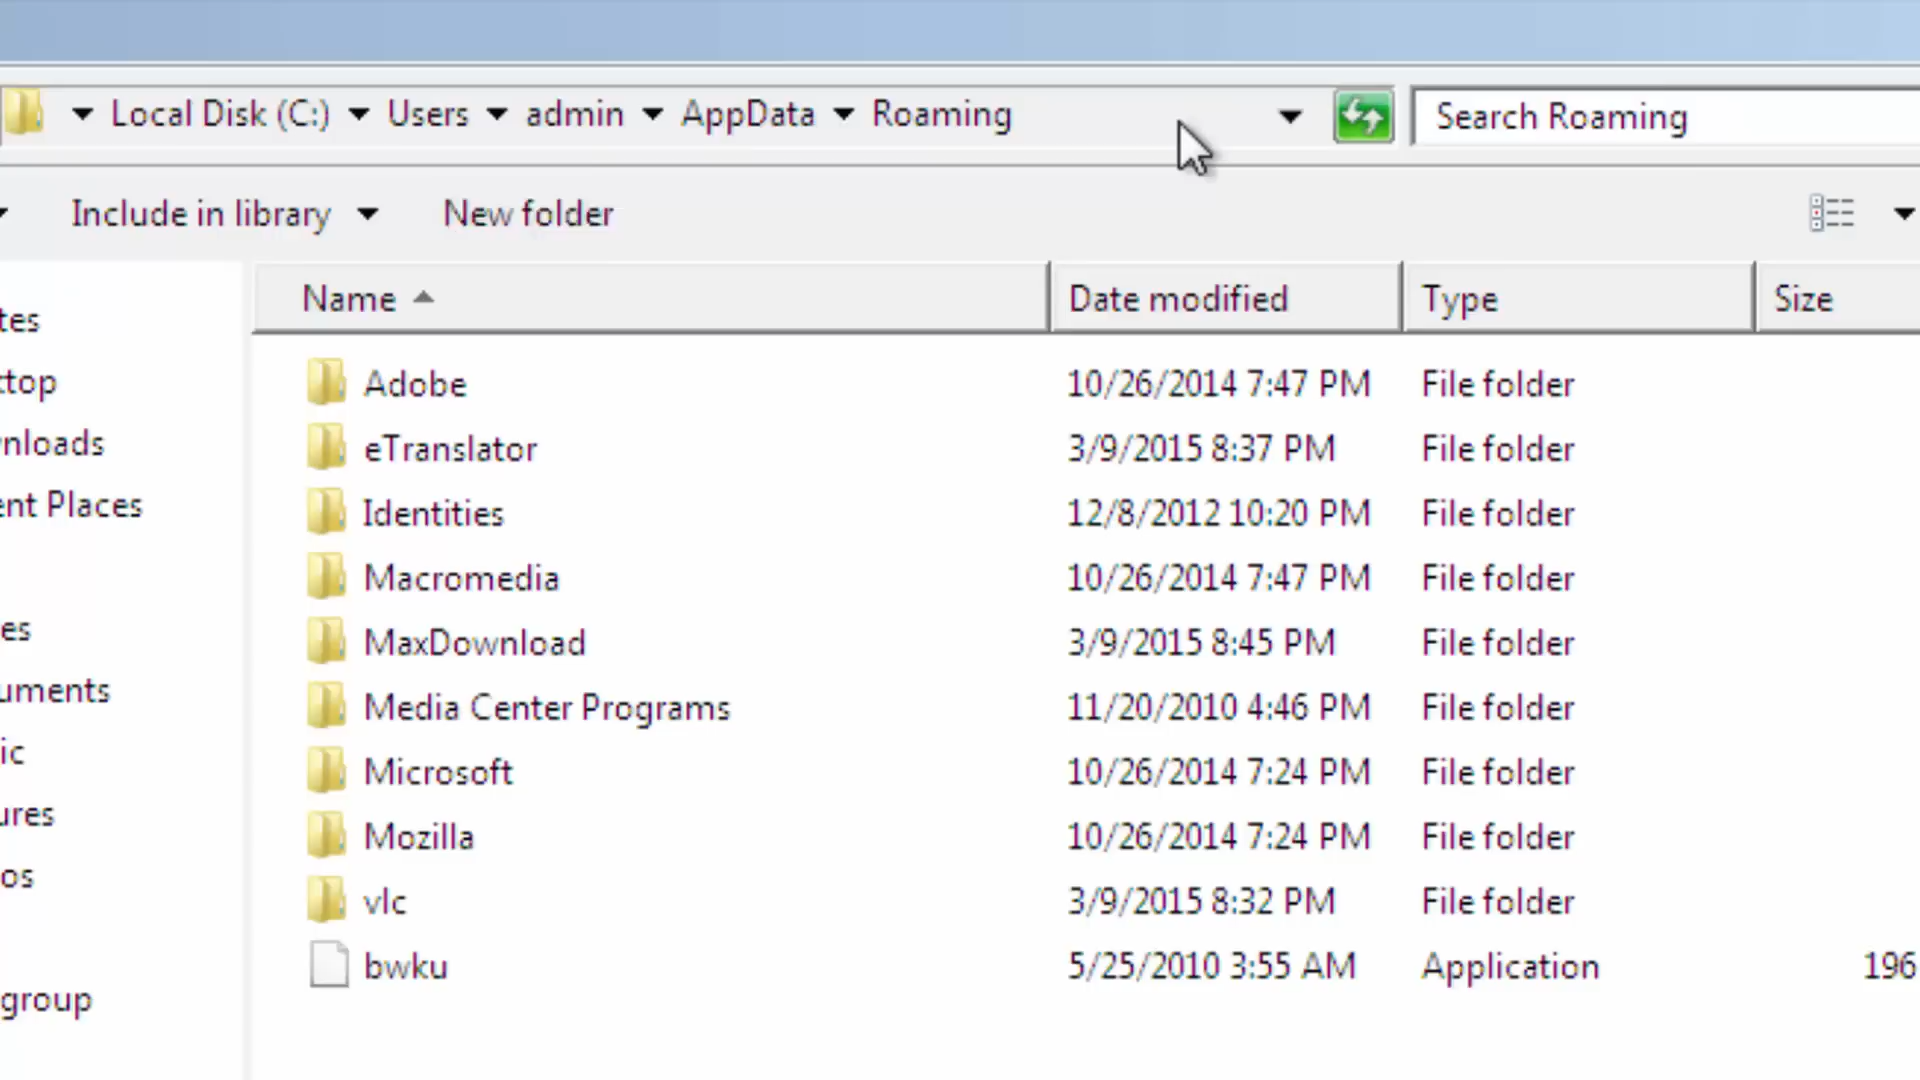 Local Disk (C:) Users admin AppData Roaming Search Roaming
Include in library New folder
Name Date modified Type Size
Adobe 10/26/2014 7:47 PM File folder
eTranslator 3/9/2015 8:37 PM File folder
Identities 12/8/2012 10:20 PM File folder
Macromedia 10/26/2014 7:47 PM File folder
MaxDownload 3/9/2015 8:45 PM File folder
Media Center Programs 11/20/2010 4:46 PM File folder
Microsoft 10/26/2014 7:24 PM File folder
Mozilla 10/26/2014 7:24 PM File folder
vlc 3/9/2015 8:32 PM File folder
bwku 5/25/2010 3:55 AM Application 196
tes
ktop
nloads
ent Places
es
uments
ic
ures
os
group